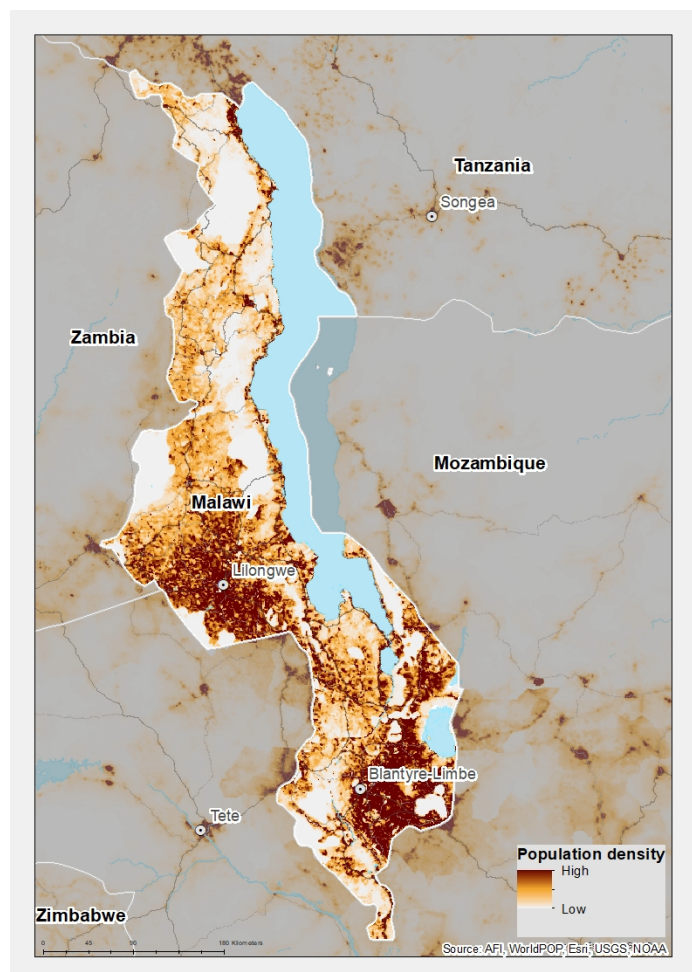 Tanzania
Songea
Zambia
Mozambique
Malawi
Lilongwe
Blantyre-Limbe
Tete
Population density
High
Low
Zimbabwe
0 45 90 180 Kilometers
Source: AFI, WorldPOP, Esri, USGS, NOAA